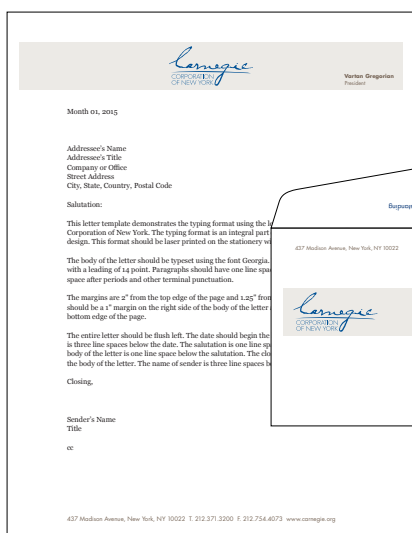 Carnegie
CORPORATION
OF NEW YORK
Vartan Gregorian
President
Month 01, 2015
Addressee's Name
Addressee's Title
Company or Office
Street Address
City, State, Country, Postal Code
Salutation:
This letter template demonstrates the typing format using the
Corporation of New York. The typing format is an integral part
design. This format should be laser printed on the stationery
The body of the letter should be typeset using the font Georgia.
with a leading of 14 point. Paragraphs should have one line
space after periods and other terminal punctuation.
The margins are 2" from the top edge of the page and 1.25" from
should be a 1" margin on the right side of the body of the letter
bottom edge of the page.
The entire letter should be flush left. The date should begin the
is three line spaces below the date. The salutation is one line
body of the letter is one line space below the salutation. The
the body of the letter. The name of sender is three line spaces
Closing,
Sender's Name
Title
cc
437 Madison Avenue, New York, NY 10022 T. 212.371.3200 F. 212.754.4073 www.carnegie.org
437 Madison Avenue, New York, NY 10022
Carnegie
CORPORATION
OF NEW YORK